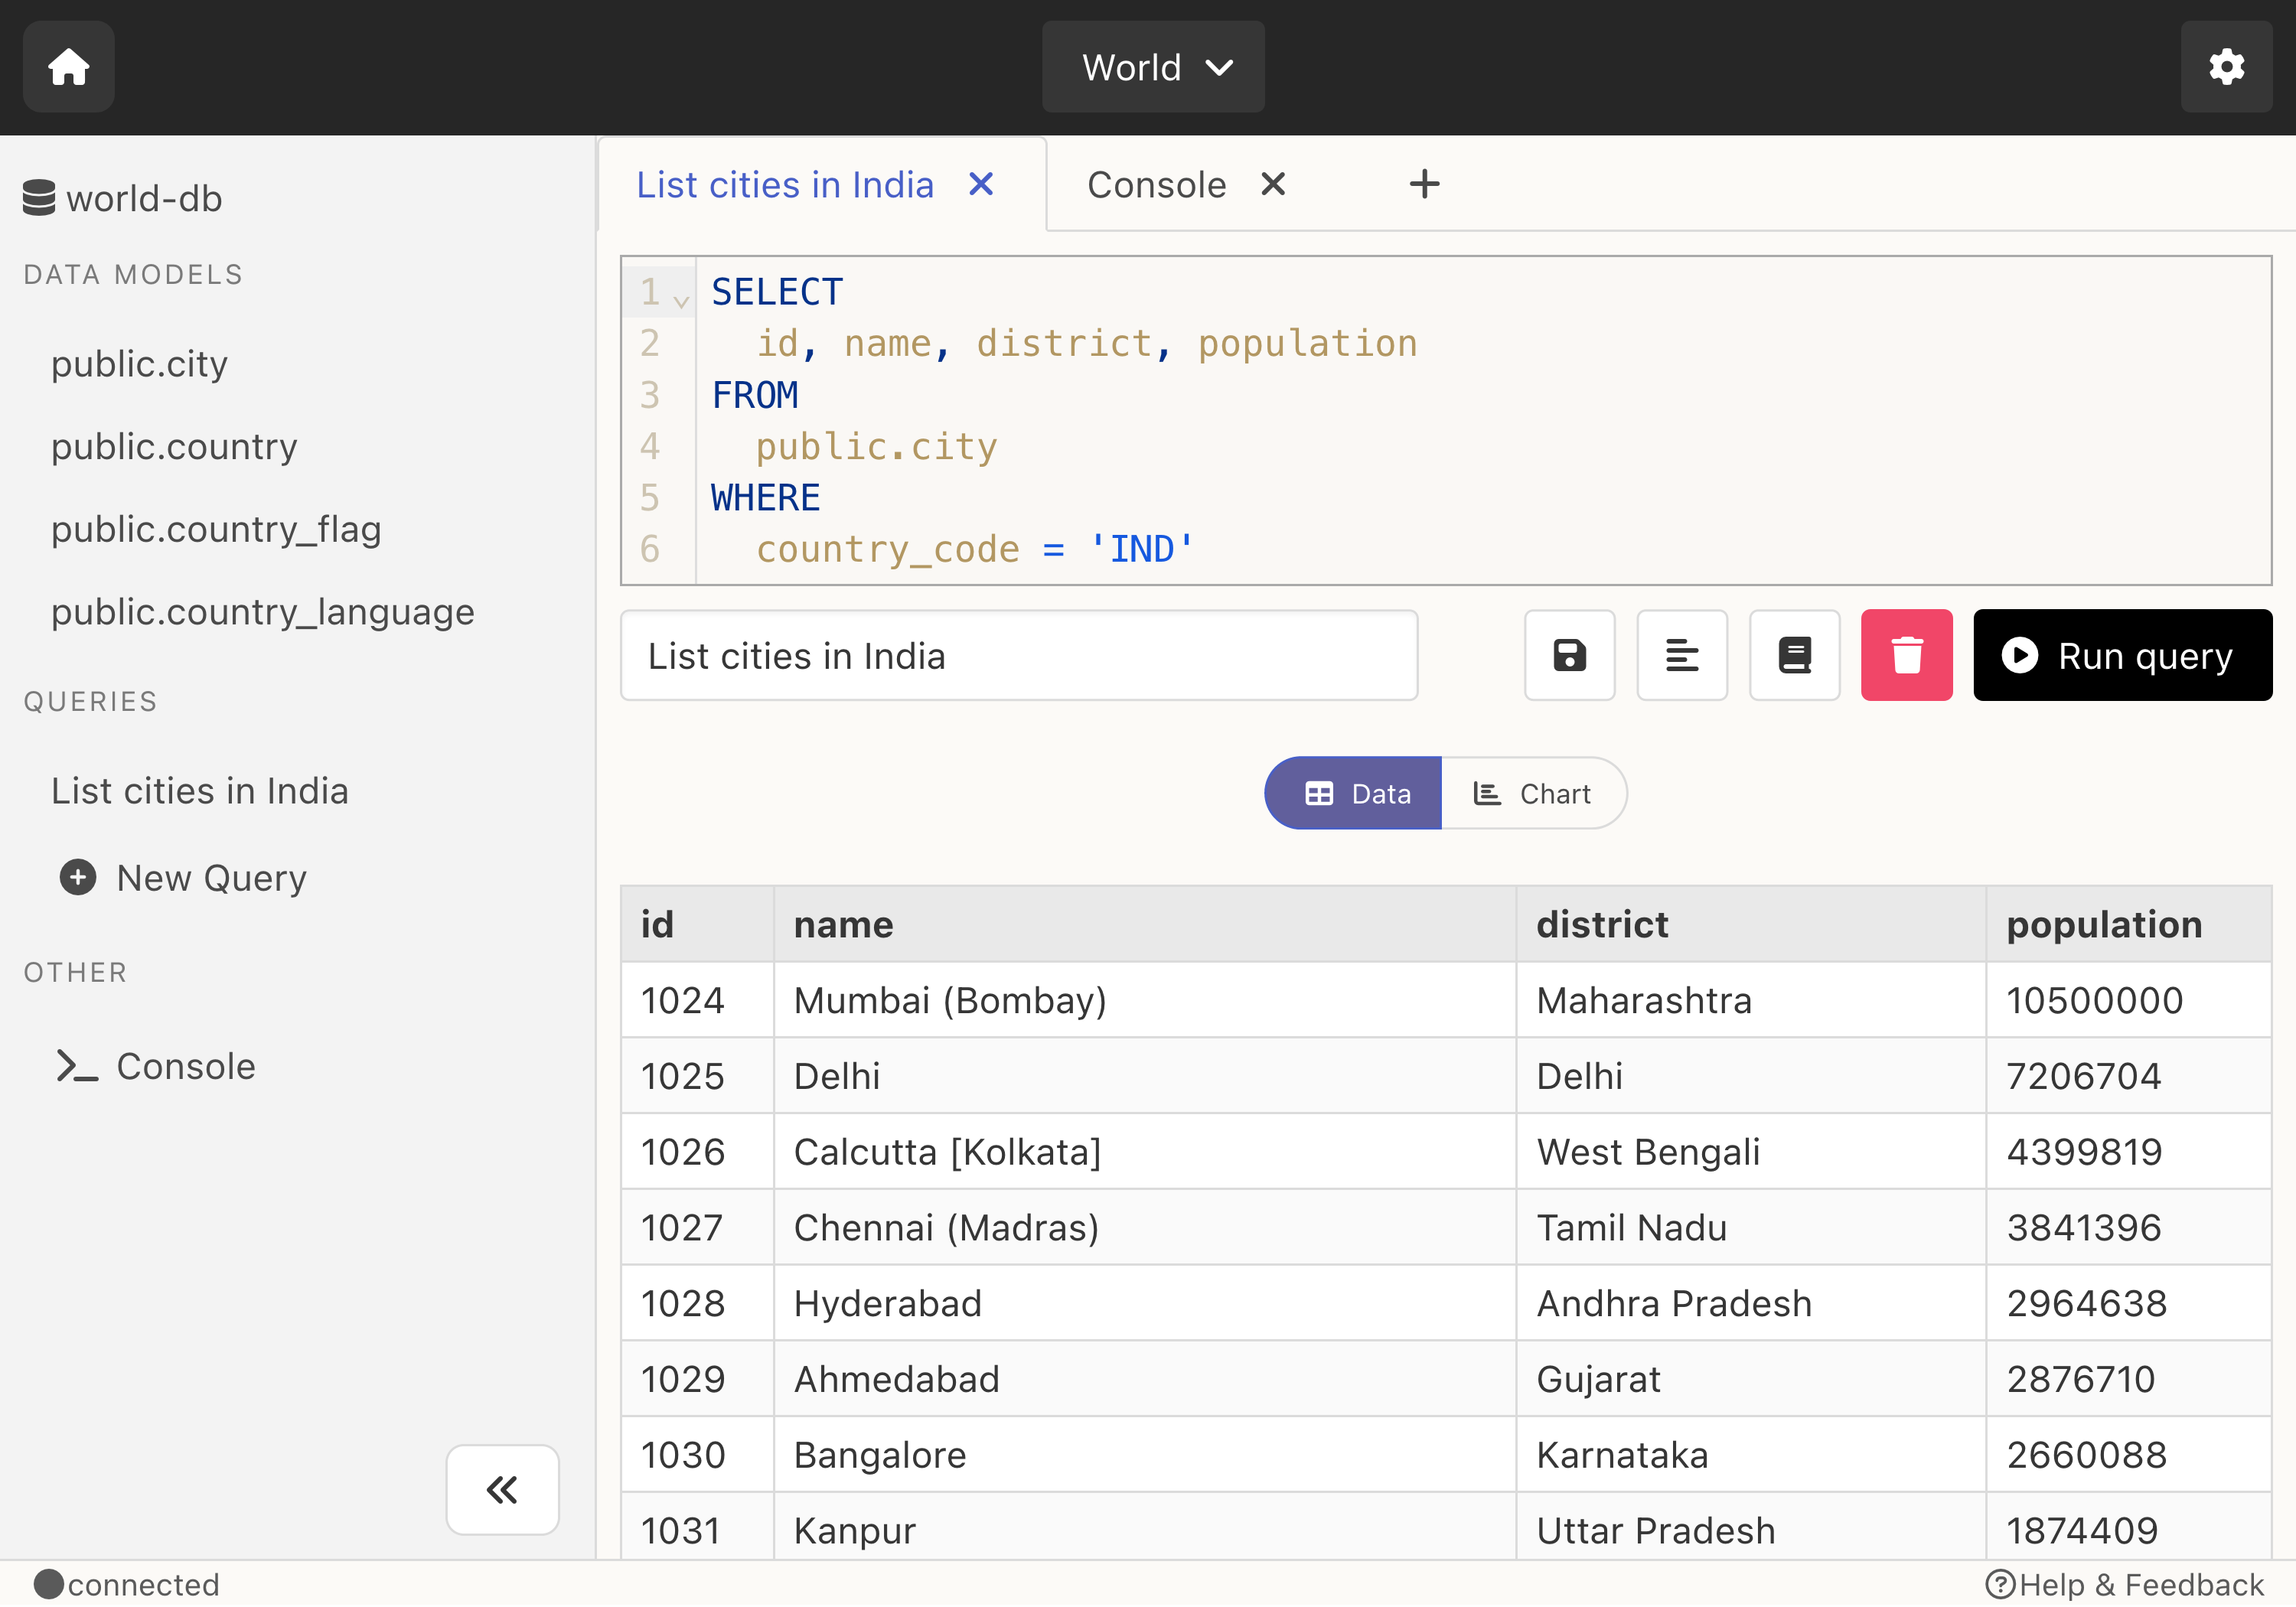 World
world-db
DATA MODELS
public.city
public.country
public.country_flag
public.country_language
QUERIES
List cities in India
New Query
OTHER
Console
List cities in India
Console
1 SELECT
2 id, name, district, population
3 FROM
4 public.city
5 WHERE
6 country_code = 'IND'
List cities in India
Run query
Data Chart
id name district population
1024 Mumbai (Bombay) Maharashtra 10500000
1025 Delhi Delhi 7206704
1026 Calcutta [Kolkata] West Bengali 4399819
1027 Chennai (Madras) Tamil Nadu 3841396
1028 Hyderabad Andhra Pradesh 2964638
1029 Ahmedabad Gujarat 2876710
1030 Bangalore Karnataka 2660088
1031 Kanpur Uttar Pradesh 1874409
connected
Help & Feedback